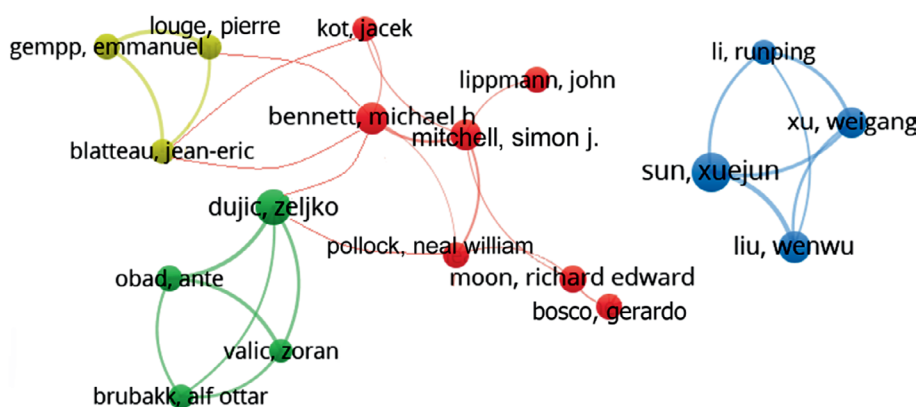 louge, pierre
kot, jacek
gempp, emmanuel
li, runping
lippmann, john
bennett, michael h
xu, weigang
mitchell, simon j.
blatteau, jean-eric
sun, xuejun
dujic, zeljko
pollock, neal william
liu, wenwu
obad, ante
moon, richard edward
bosco, gerardo
valic, zoran
brubakk, alf ottar